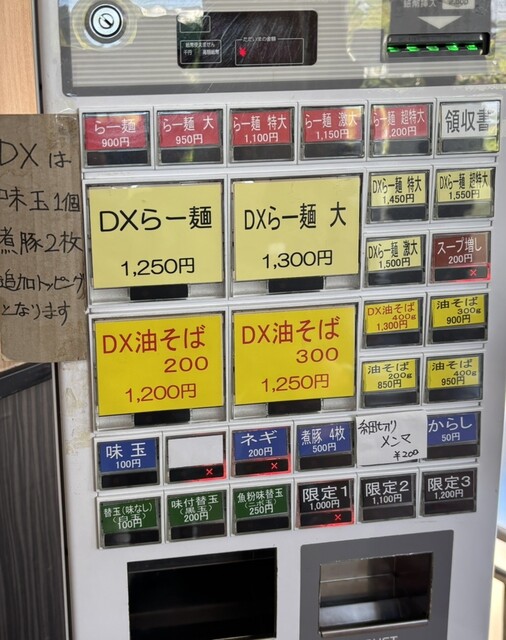 らー麺
900円
らー麺 大
950円
らー麺 特大
1,100円
らー麺 激大
1,150円
らー麺 超特大
1,200円
領収書
DXは
味玉1個
煮豚2枚
追加トッピング
となります
DXらー麺
1,250円
DXらー麺 大
1,300円
DXらー麺 特大
1,450円
DXらー麺 超特大
1,550円
DXらー麺 激大
1,500円
スープ増し
200円
DX油そば
200
1,200円
DX油そば
300
1,250円
DX油そば
400g
1,300円
油そば
300g
900円
油そば
200g
850円
油そば
400g
950円
味玉
100円
ネギ
200円
煮豚 4枚
500円
細切り
メンマ
¥200
からし
50円
替玉(味なし)
100円
味付替玉
(黒玉)
200円
魚粉味替玉
250円
限定1
1,000円
限定2
1,100円
限定3
1,200円